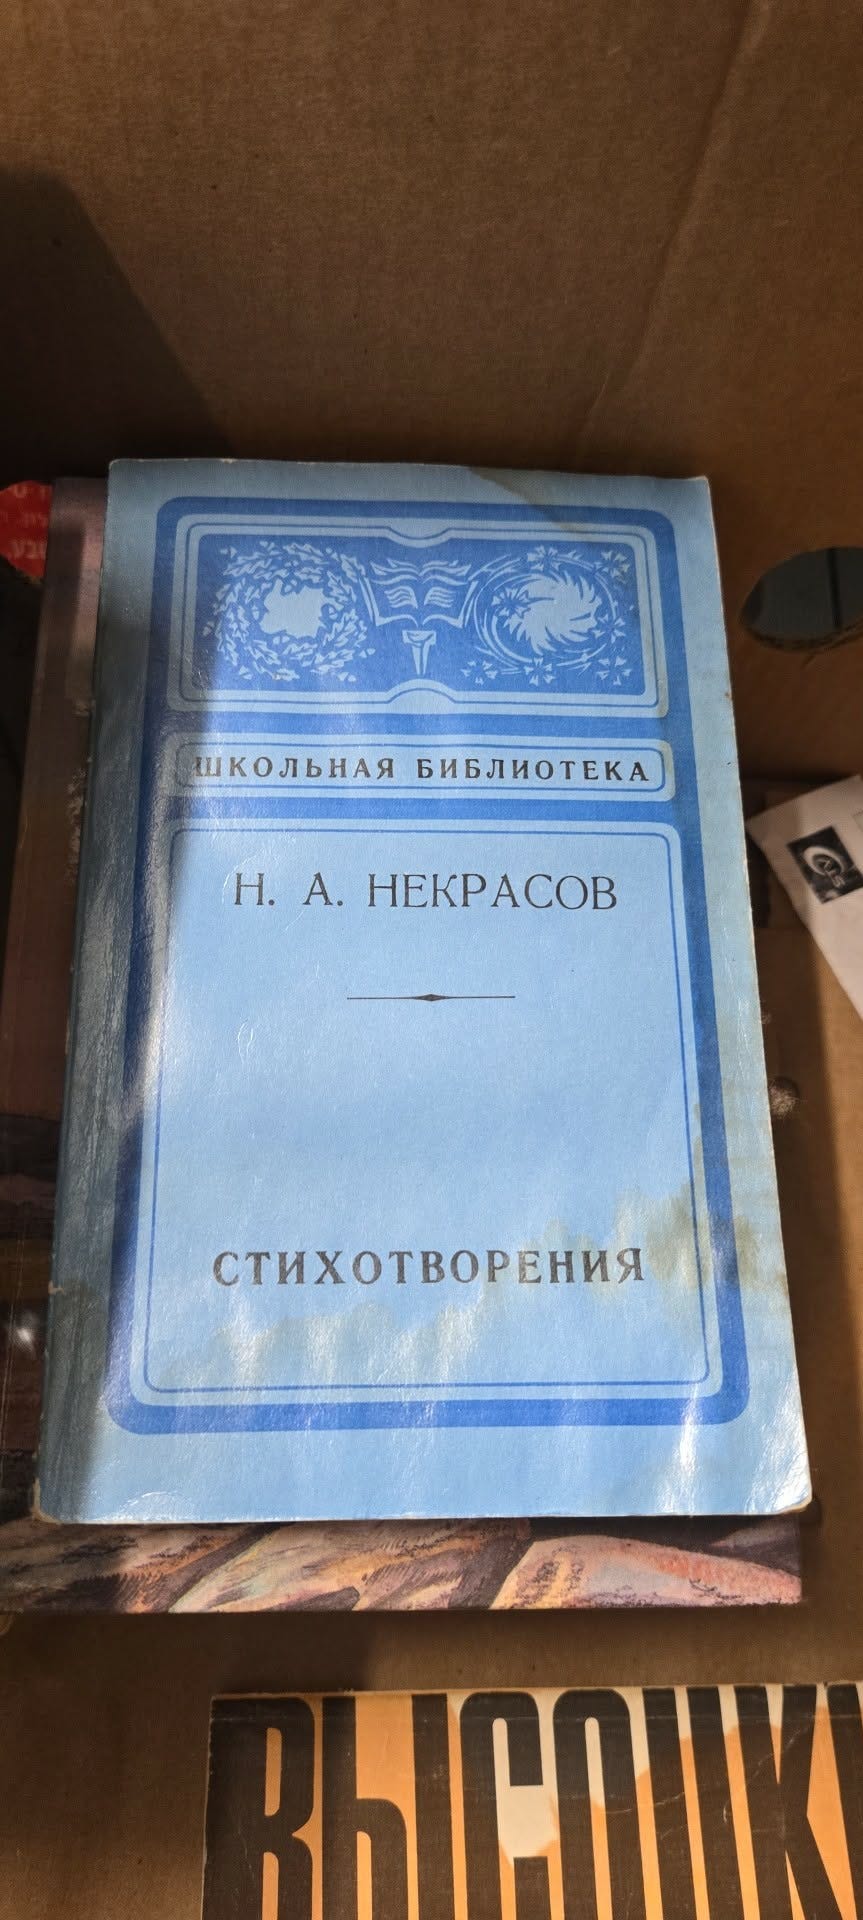 ШКОЛЬНАЯ БИБЛИОТЕКА
Н. А. НЕКРАСОВ
СТИХОТВОРЕНИЯ